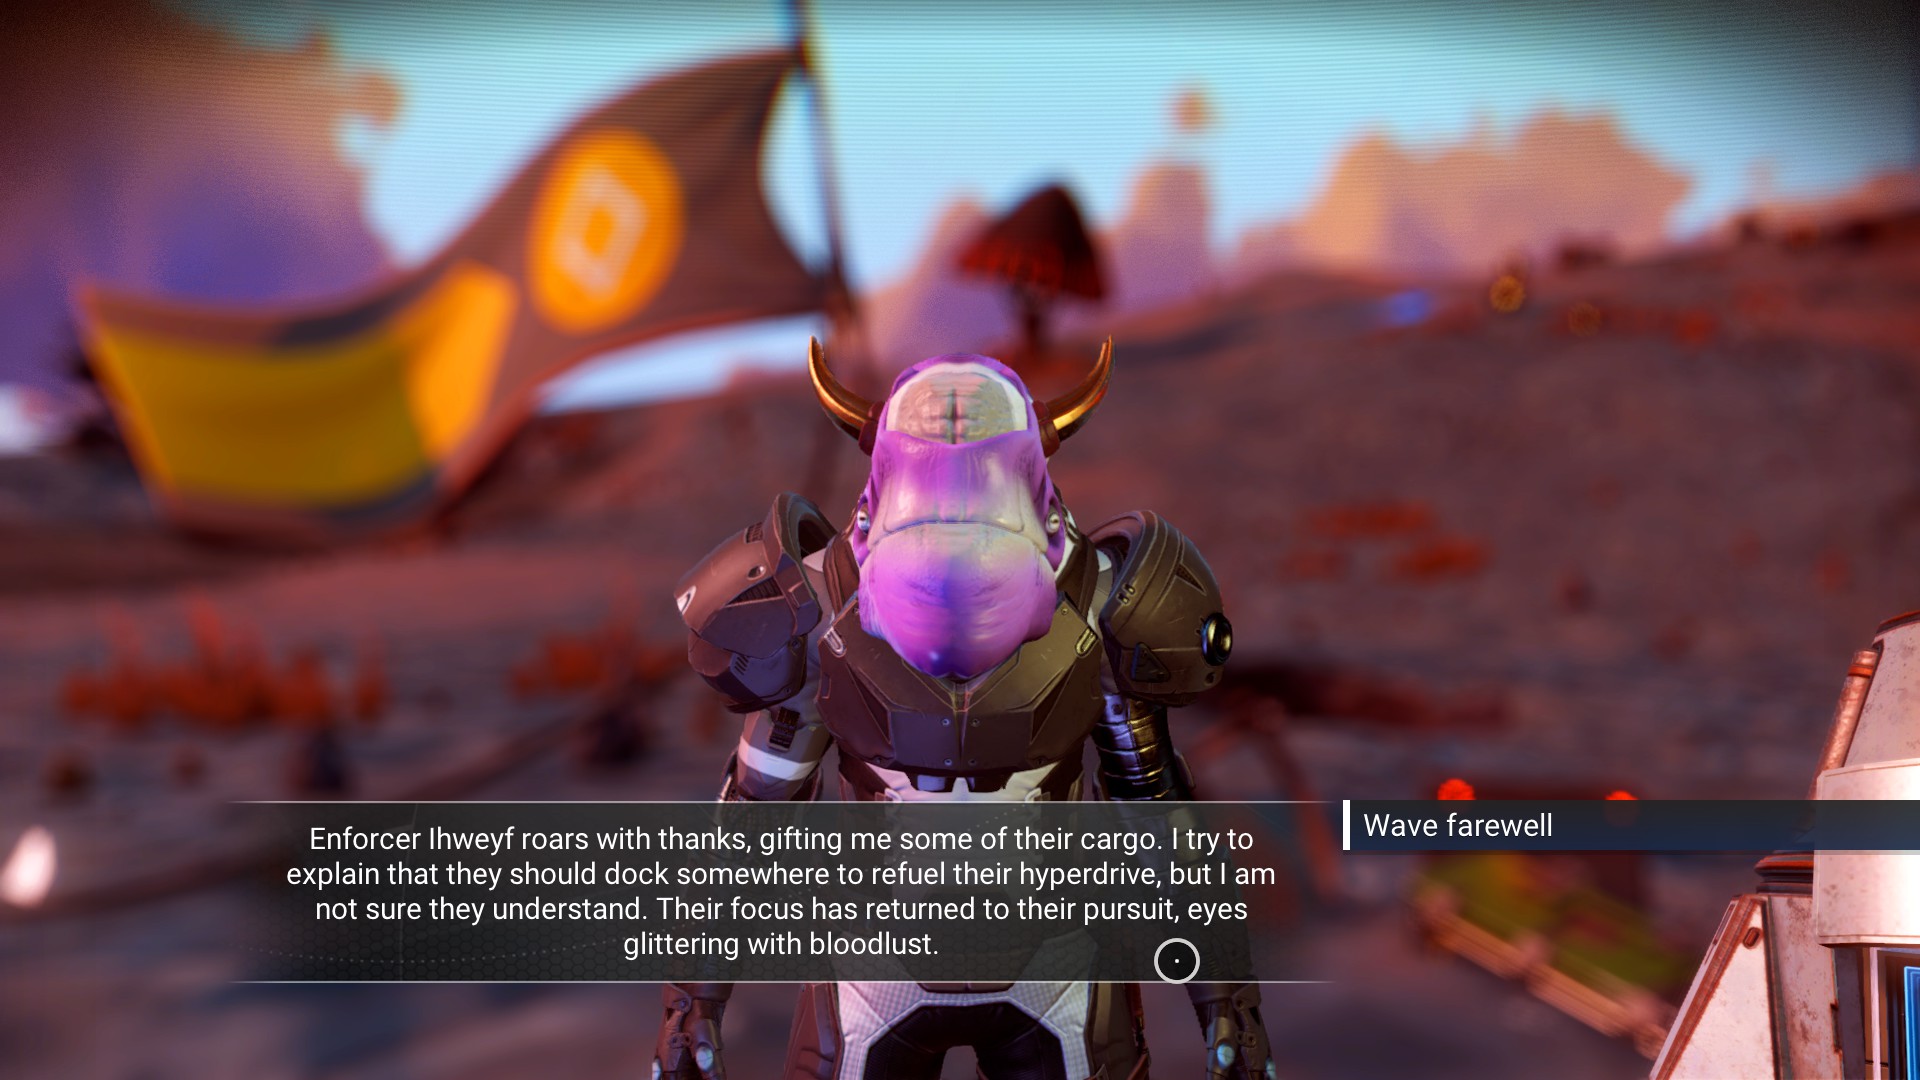 Enforcer Ihweyf roars with thanks, gifting me some of their cargo. I try to
explain that they should dock somewhere to refuel their hyperdrive, but I am
not sure they understand. Their focus has returned to their pursuit, eyes
glittering with bloodlust.
Wave farewell